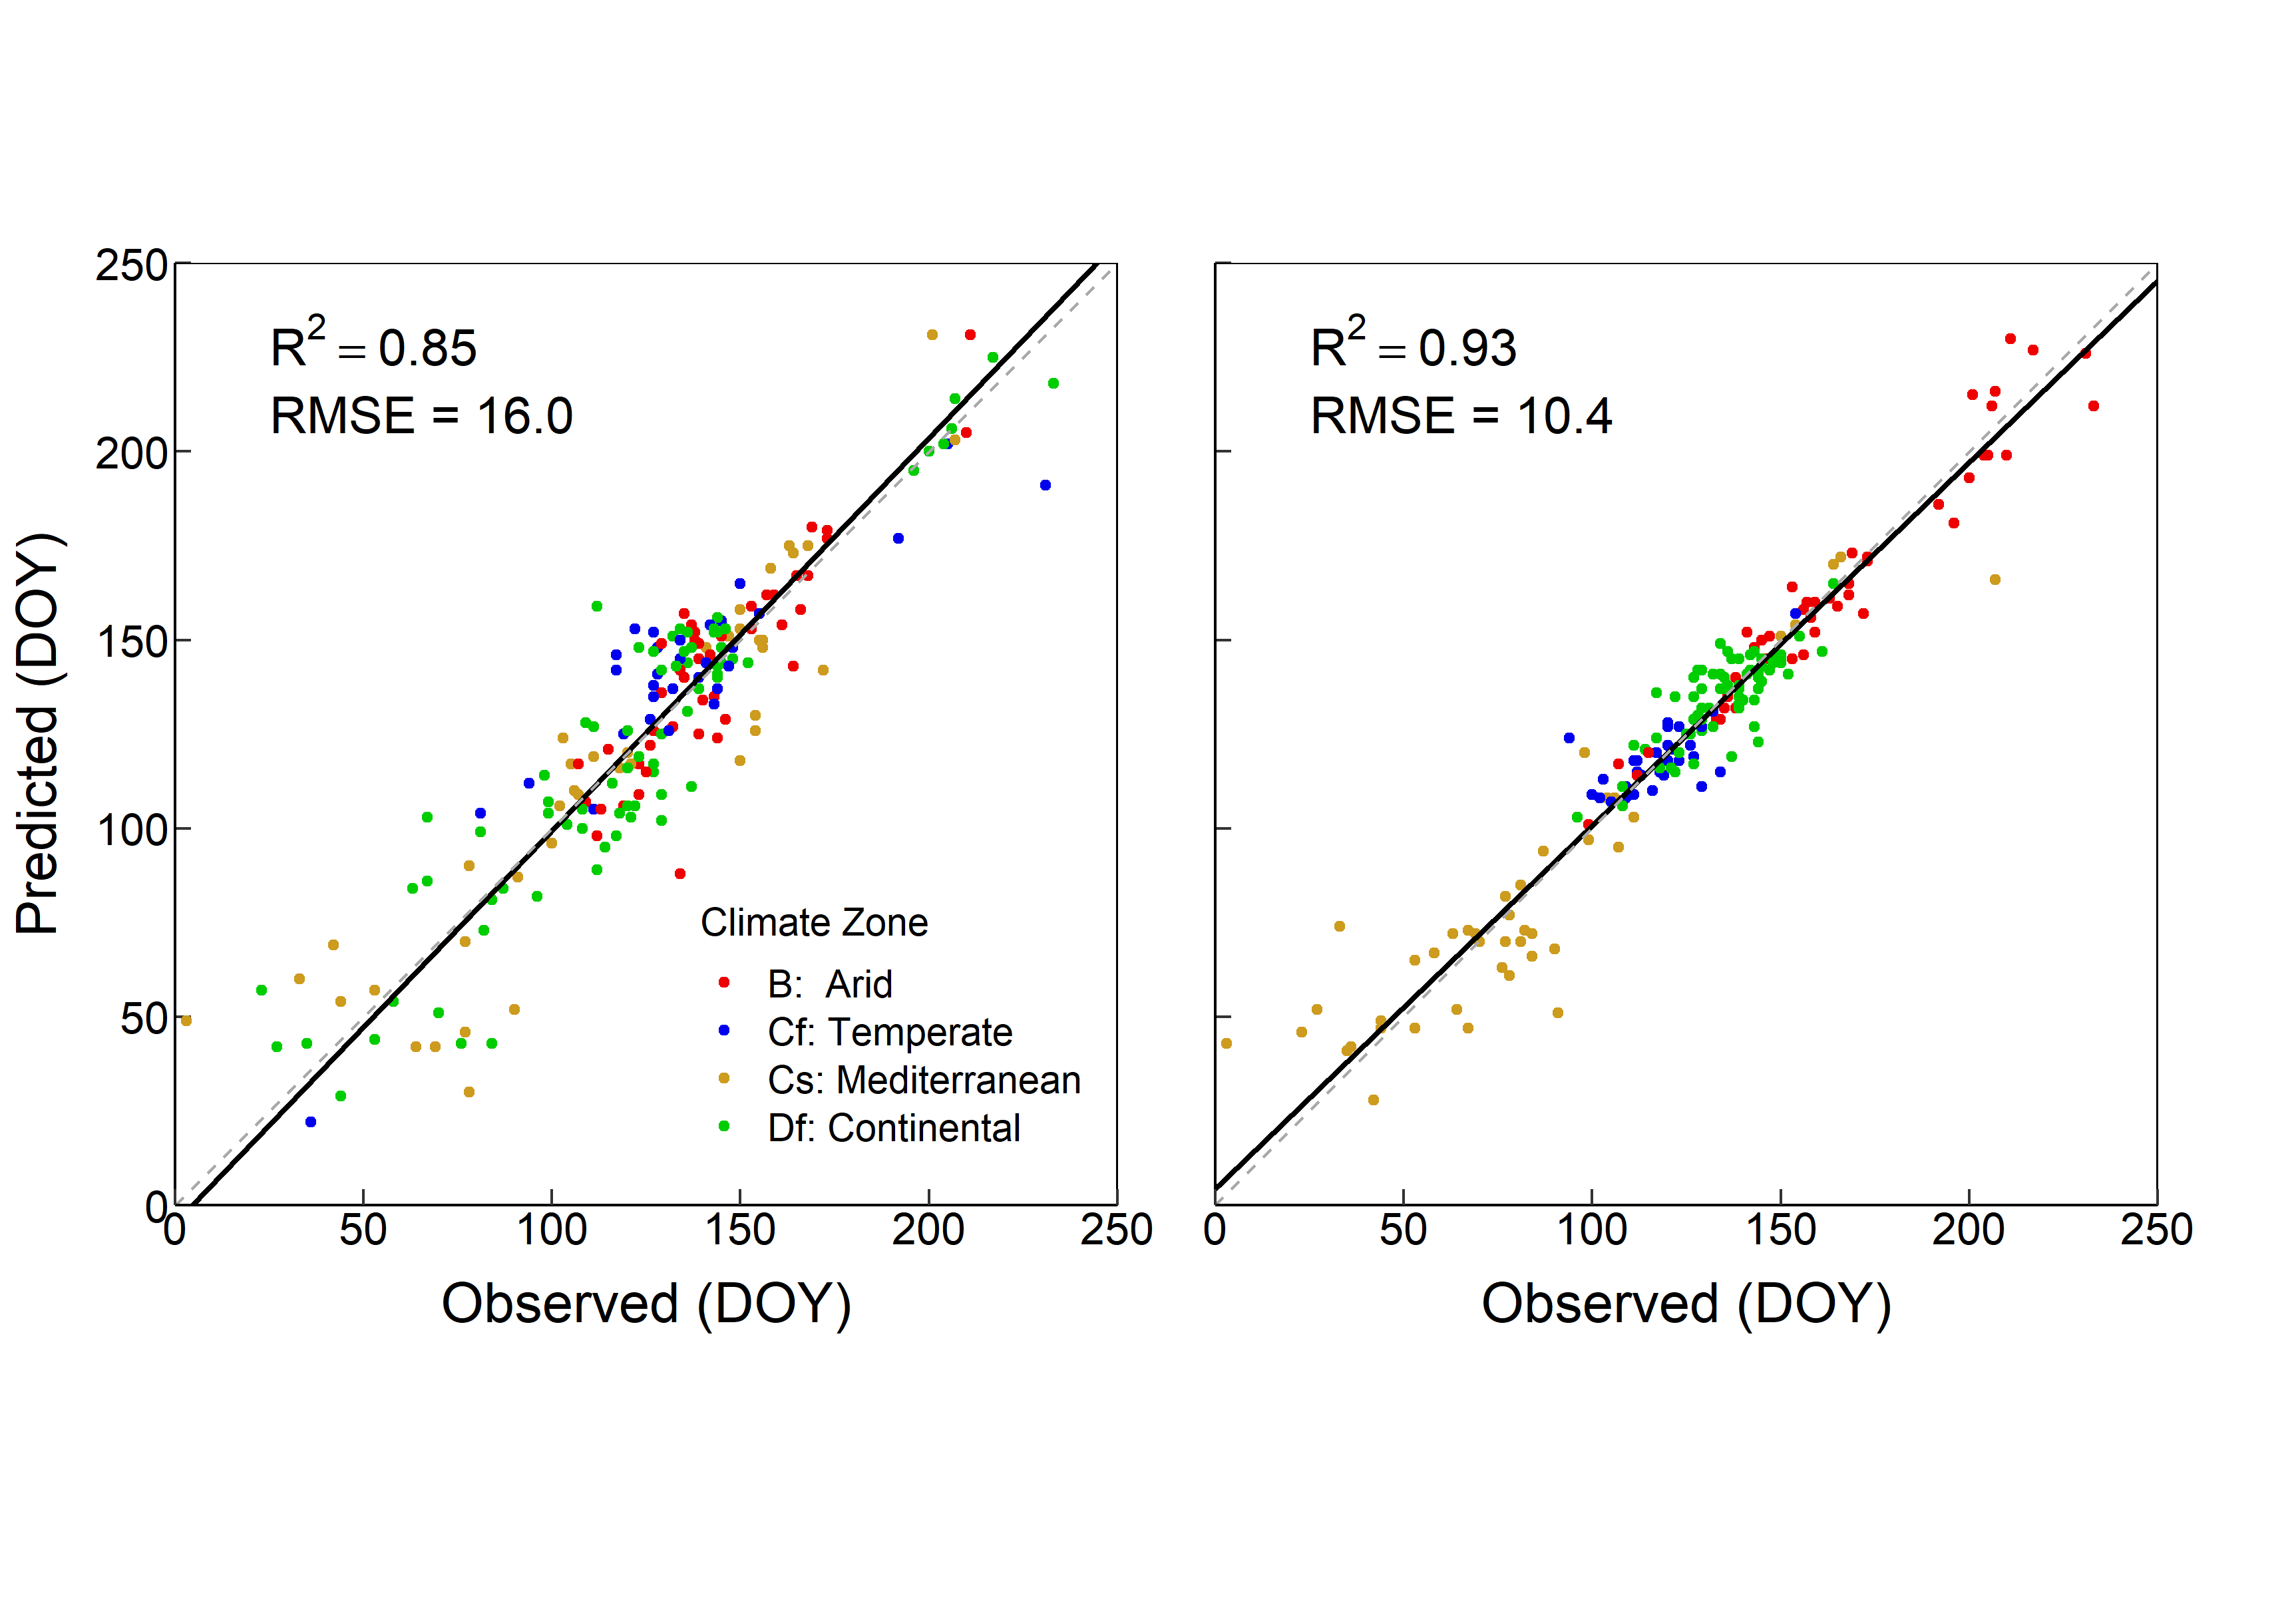 R2 = 0.85
RMSE = 16.0
Predicted (DOY)
250
200
150
100
50
0
Climate Zone
B: Arid
Cf: Temperate
Cs: Mediterranean
Df: Continental
0 50 100 150 200 250
Observed (DOY)
R2 = 0.93
RMSE = 10.4
0 50 100 150 200 250
Observed (DOY)